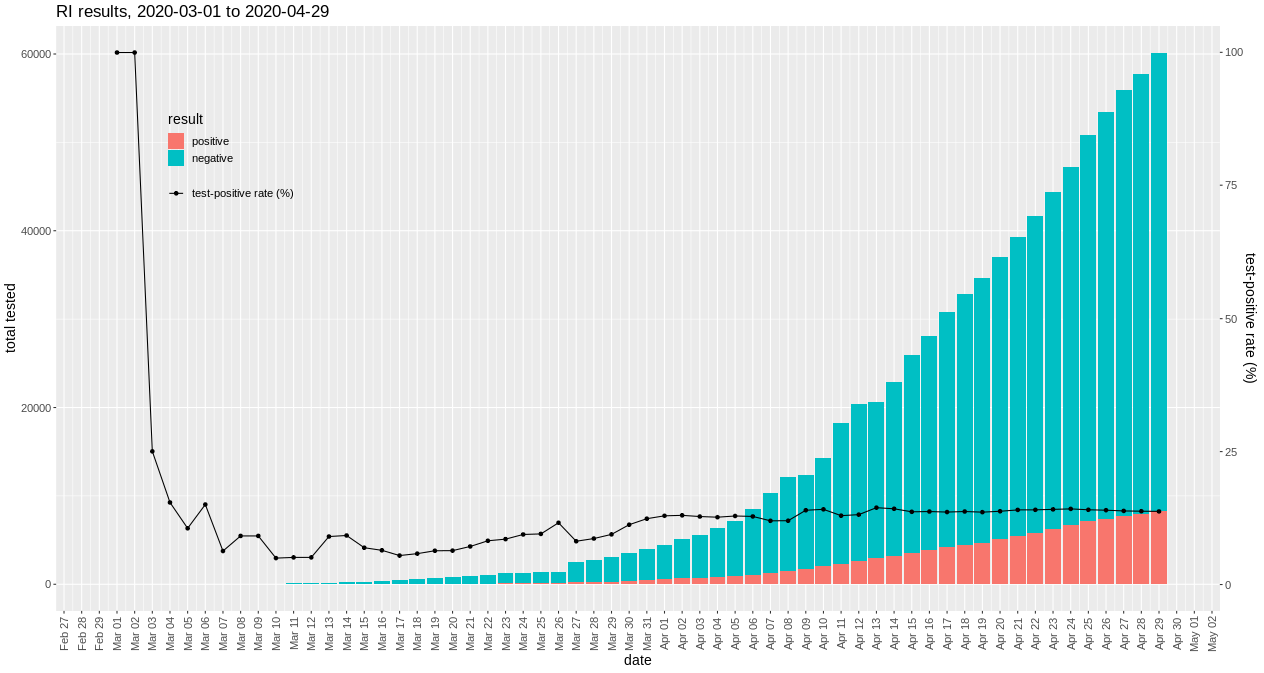 RI results, 2020-03-01 to 2020-04-29
60000
40000
20000
0
total tested
result
positive
negative
test-positive rate (%)
100
75
50
25
0
test-positive rate (%)
Feb 27
Feb 28
Feb 29
Mar 01
Mar 02
Mar 03
Mar 04
Mar 05
Mar 06
Mar 07
Mar 08
Mar 09
Mar 10
Mar 11
Mar 12
Mar 13
Mar 14
Mar 15
Mar 16
Mar 17
Mar 18
Mar 19
Mar 20
Mar 21
Mar 22
Mar 23
Mar 24
Mar 25
Mar 26
Mar 27
Mar 28
Mar 29
Mar 30
Mar 31
Apr 01
Apr 02
Apr 03
Apr 04
Apr 05
Apr 06
Apr 07
Apr 08
Apr 09
Apr 10
Apr 11
Apr 12
Apr 13
Apr 14
Apr 15
Apr 16
Apr 17
Apr 18
Apr 19
Apr 20
Apr 21
Apr 22
Apr 23
Apr 24
Apr 25
Apr 26
Apr 27
Apr 28
Apr 29
Apr 30
May 01
May 02
date